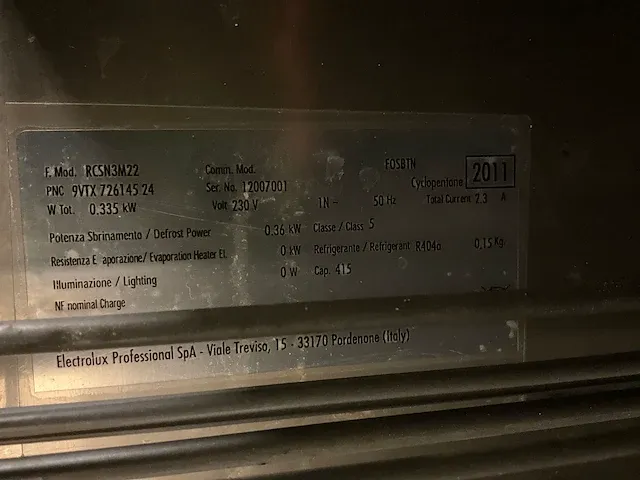 F. Mod. RCSN3M22 Comm. Mod. FOSBTN
PNC 9VTX 726145 24 Ser. No. 12007001 Cyclopentane 2011
W Tot. 0.335 kW Volt 230 V 1N~ 50 Hz Total Current 2,3 A
Potenza Sbrinamento / Defrost Power 0.36 kW Classe / Class 5
Resistenza E aporazione/ Evaporation Heater El. 0 kW Refrigerante / Refrigerant R404a 0,15 Kg.
Illuminazione / Lighting 0 W Cap. 415
NF nominal Charge
Electrolux Professional SpA - Viale Treviso, 15 - 33170 Pordenone (Italy)